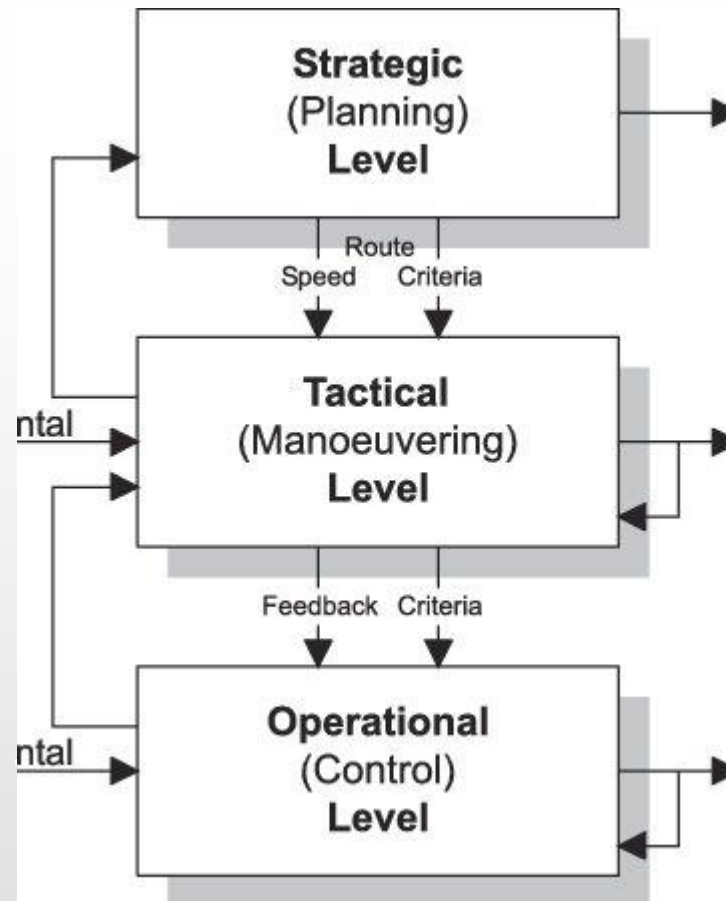 Strategic
(Planning)
Level
Route
Speed Criteria
Tactical
(Manoeuvering)
Level
ntal
Feedback Criteria
Operational
(Control)
Level
ntal